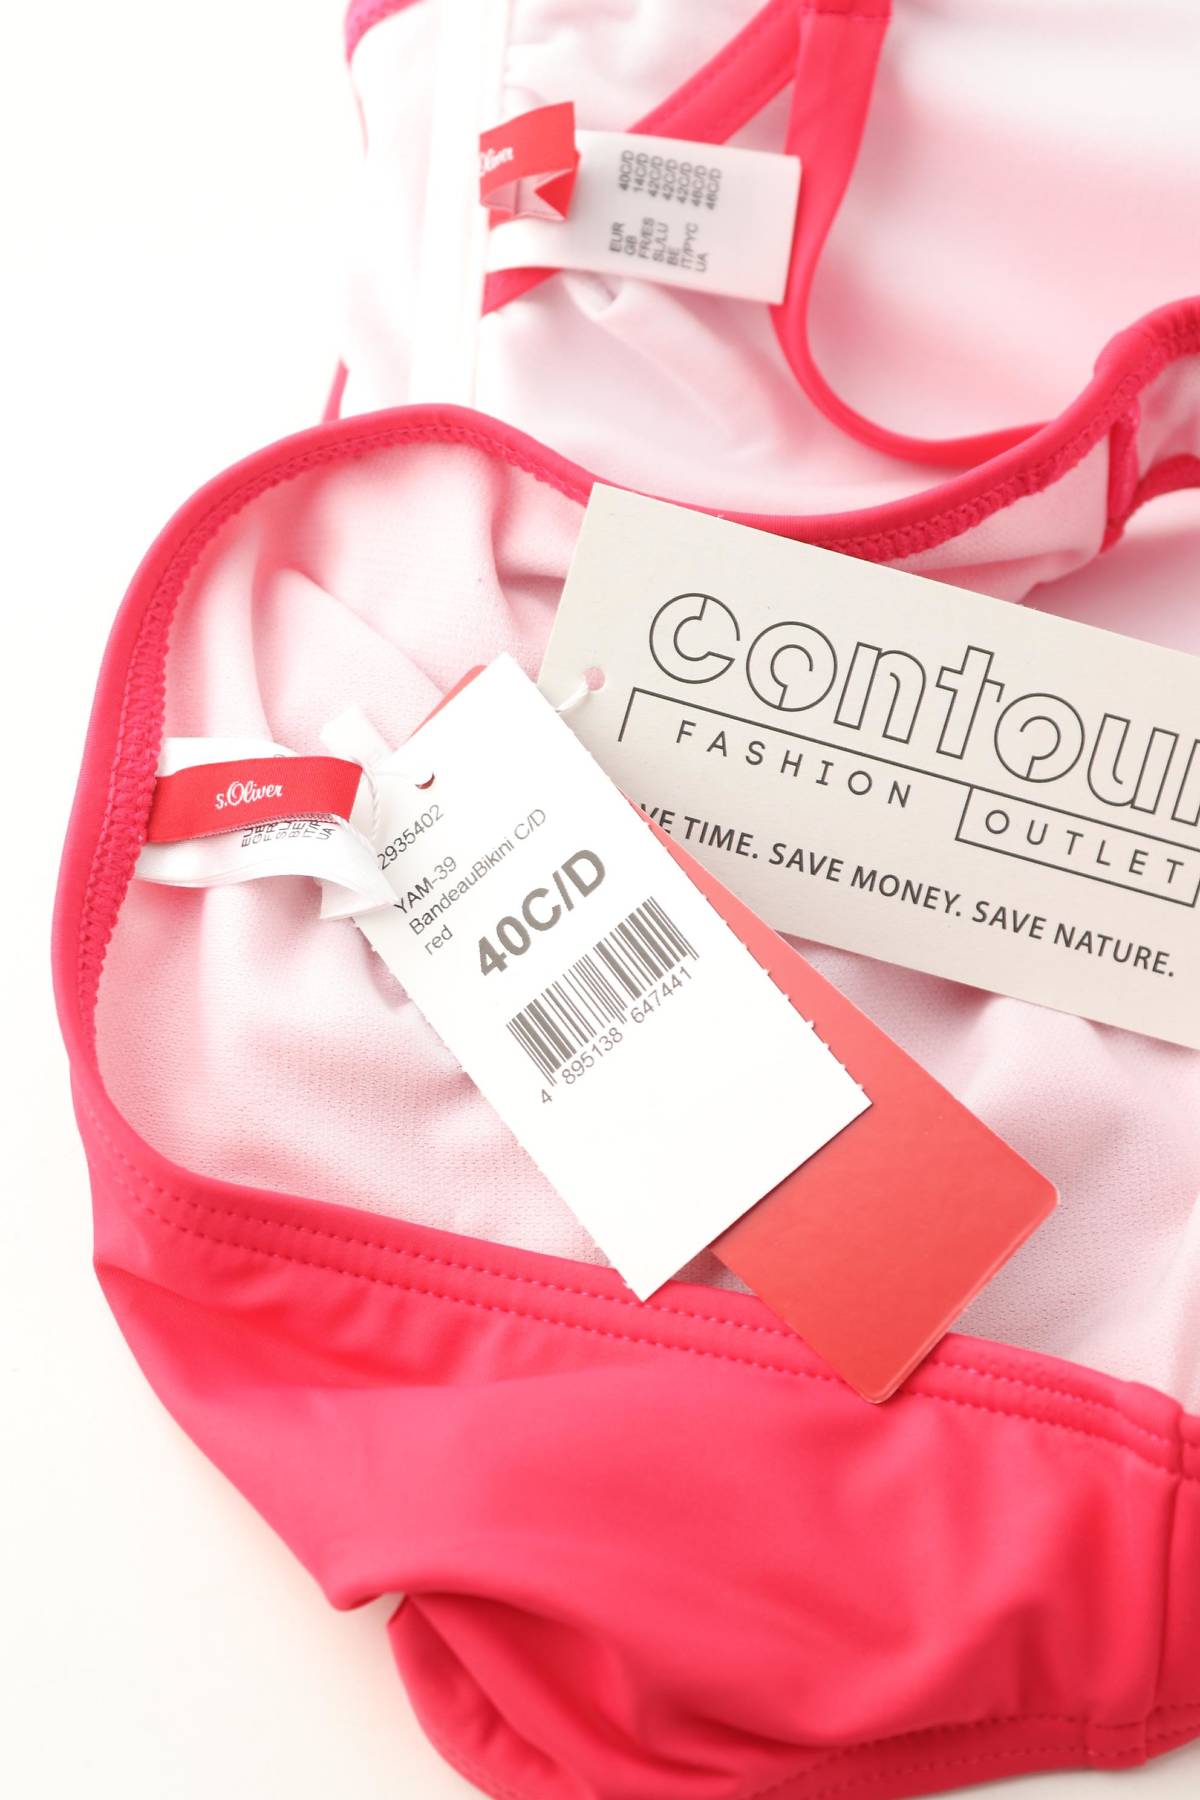 Oliver
EUR 40C/D
GB 14C/D
FR/ES 42C/D
SL/LU 42C/D
BE 42C/D
IT/PYC 46C/D
UA 46C/D
contour
FASHION
OUTLET
VE TIME. SAVE MONEY. SAVE NATURE.
s.Oliver
2935402
YAM-39
BandeauBikini C/D
red
40C/D
4 895138 647441